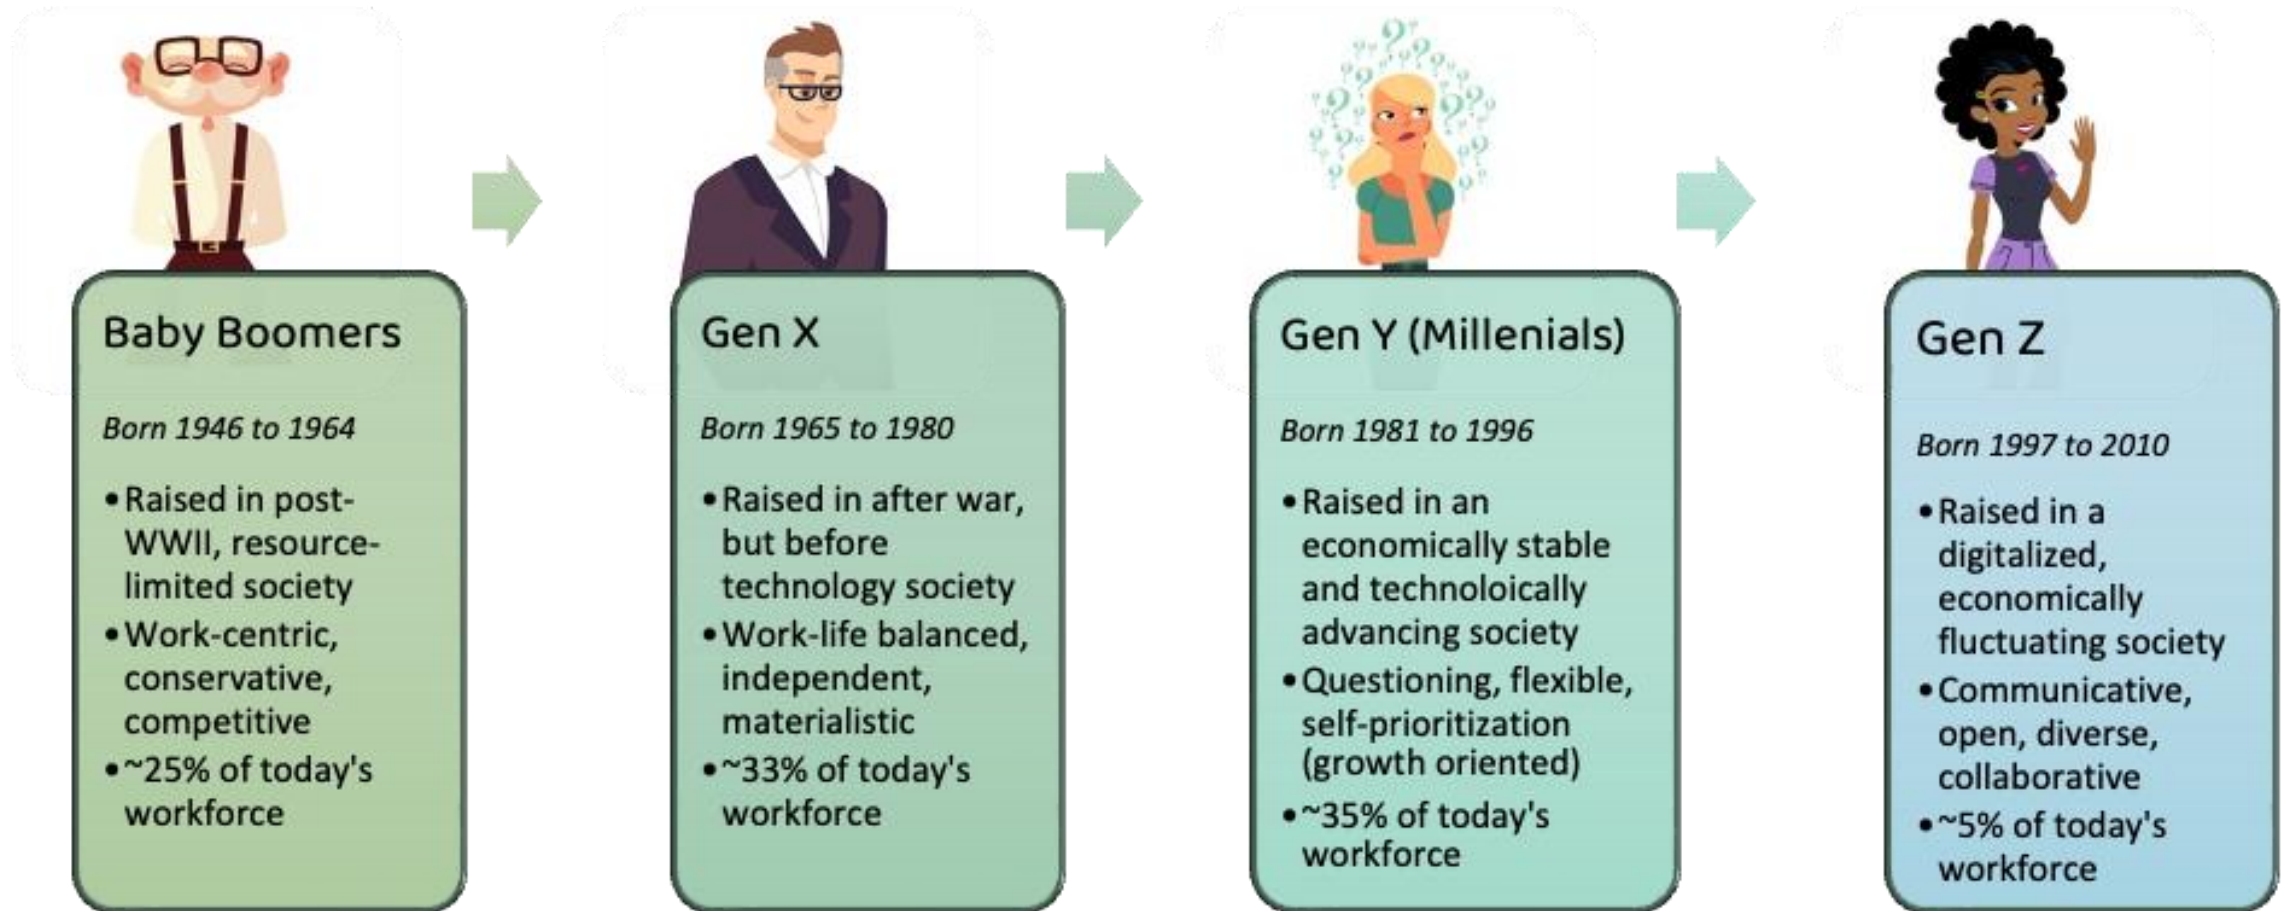 Baby Boomers
Born 1946 to 1964
•Raised in post-
WWII, resource-
limited society
•Work-centric,
conservative,
competitive
•~25% of today's
workforce
Gen X
Born 1965 to 1980
•Raised in after war,
but before
technology society
•Work-life balanced,
independent,
materialistic
•~33% of today's
workforce
Gen Y (Millenials)
Born 1981 to 1996
•Raised in an
economically stable
and technoloically
advancing society
•Questioning, flexible,
self-prioritization
(growth oriented)
•~35% of today's
workforce
Gen Z
Born 1997 to 2010
•Raised in a
digitalized,
economically
fluctuating society
•Communicative,
open, diverse,
collaborative
•~5% of today's
workforce